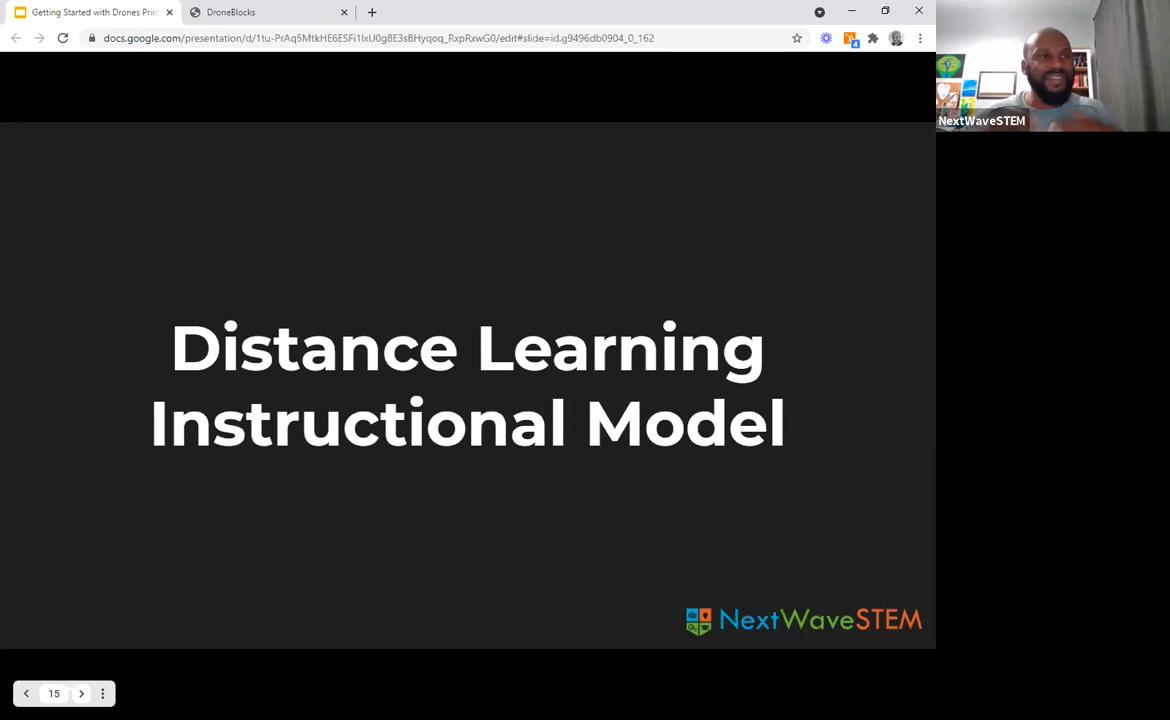 Getting Started with Drones Prin
DroneBlocks
docs.google.com/presentation/d/1tu-PrAq5MtkHE6ESFi1lxU0g8E3sBHyqoq_RxpRxwG0/edit#slide=id.g9496db0904_0_162
4
NextWaveSTEM
Distance Learning
Instructional Model
NextWaveSTEM
15